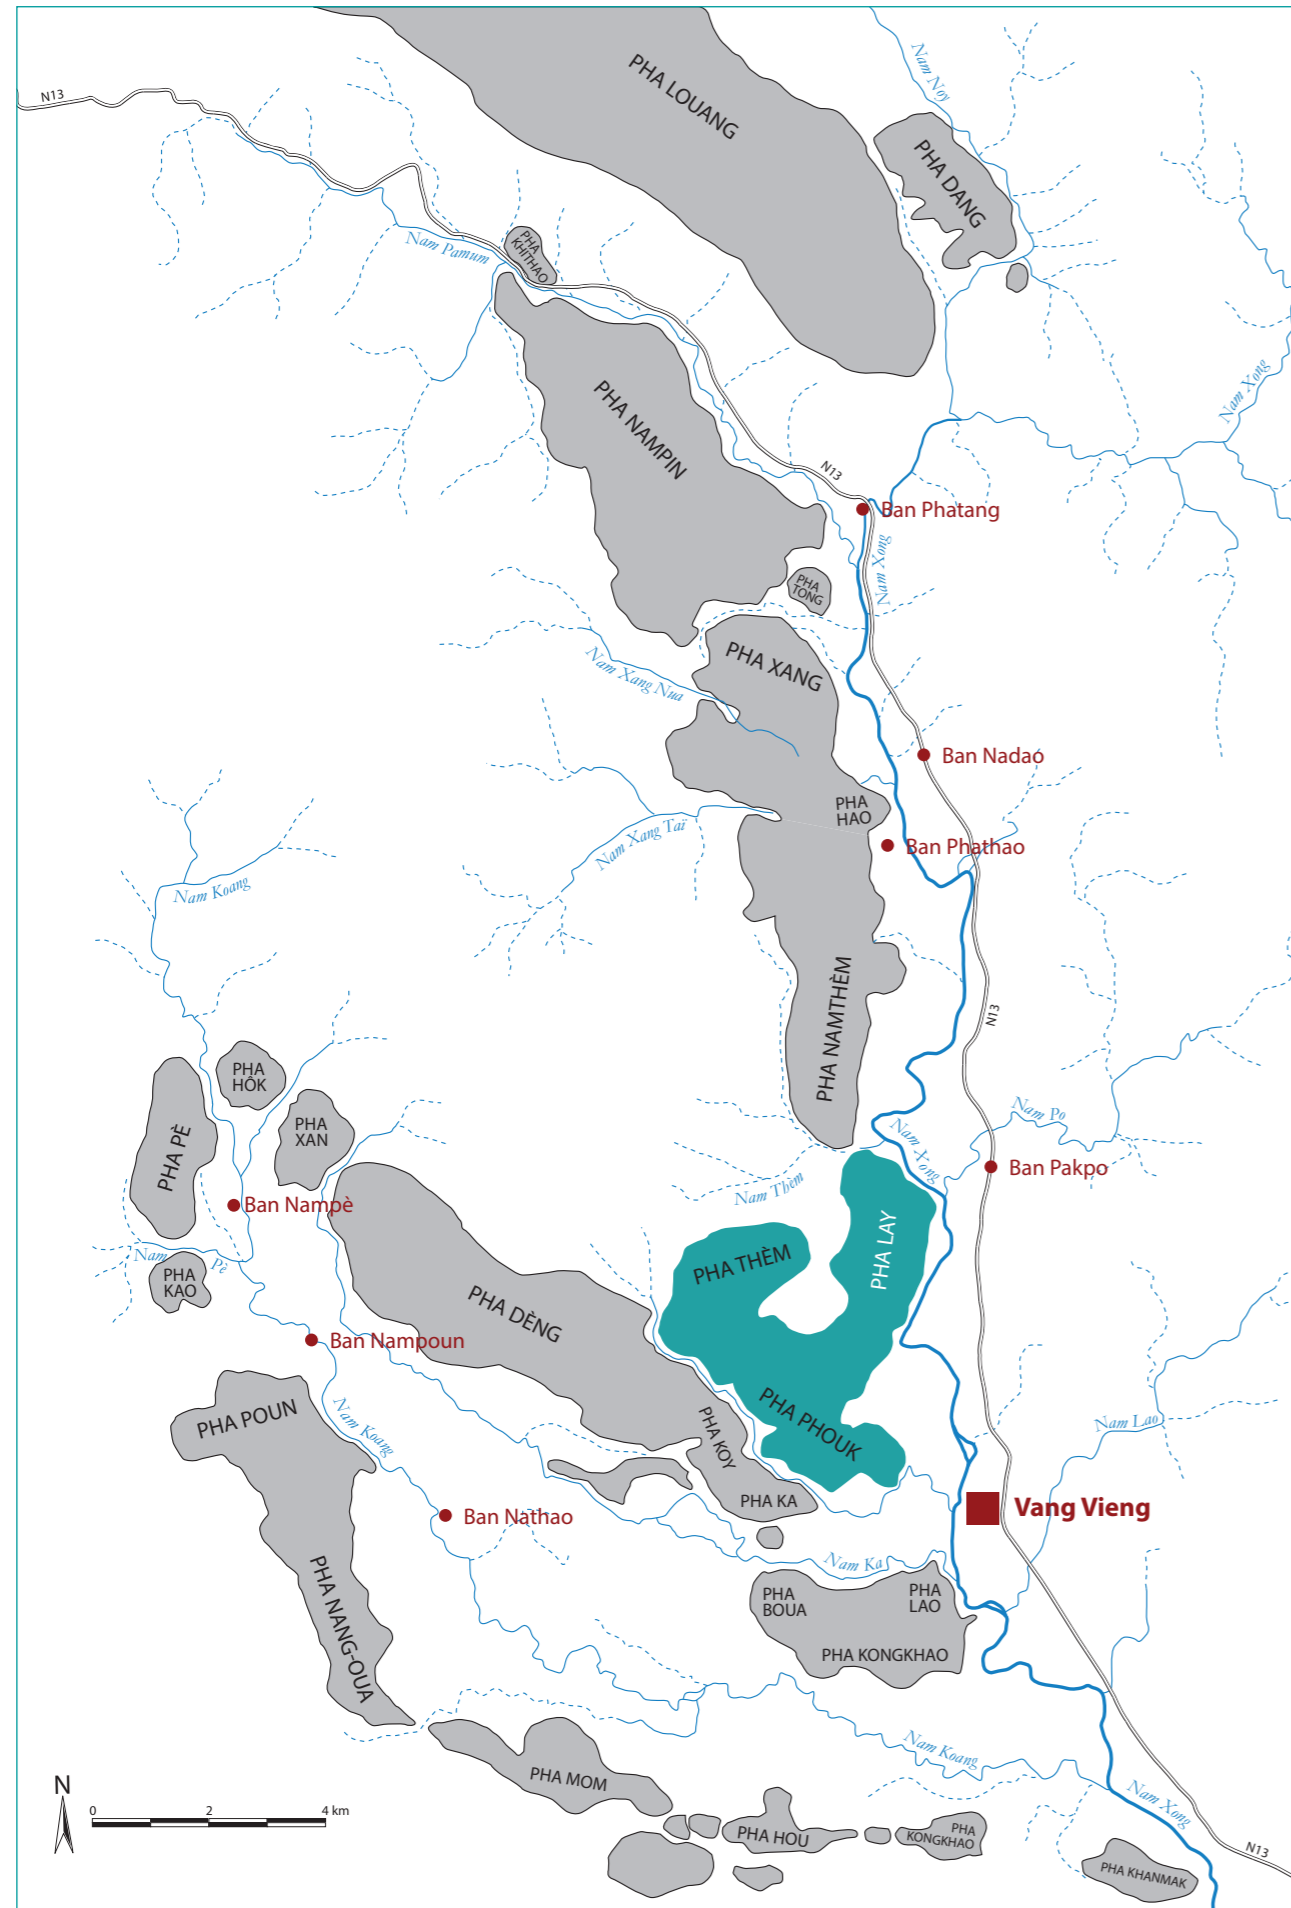 N13
PHA LOUANG
Nam Noy
PHA DANG
Nam Pamum
PHA
KHITHAO
Nam Xong
PHA NAMPIN
N13
Ban Phatang
Nam Xong
PHA
TONG
PHA XANG
Nam Xang Nua
Ban Nadao
PHA
HAO
Nam Xang Taï
Ban Phathao
Nam Koang
PHA NAMTHÈM
N13
PHA
HÔK
PHA PÈ
PHA
XAN
Nam Po
Nam Xong
Ban Pakpo
Nam Thèm
Ban Nampè
PHA LAY
Nam Pè
PHA THÈM
PHA
KAO
PHA DÈNG
Ban Nampoun
PHA POUN
Nam Koang
PHA KOY
PHA PHOUK
Nam Lao
PHA KA
Vang Vieng
Ban Nathao
Nam Ka
PHA
BOUA
PHA
LAO
PHA NANG-OUA
PHA KONGKHAO
Nam Koang
PHA MOM
N
0 2 4 km
Nam Xong
PHA HOU
PHA
KONGKHAO
N13
PHA KHANMAK